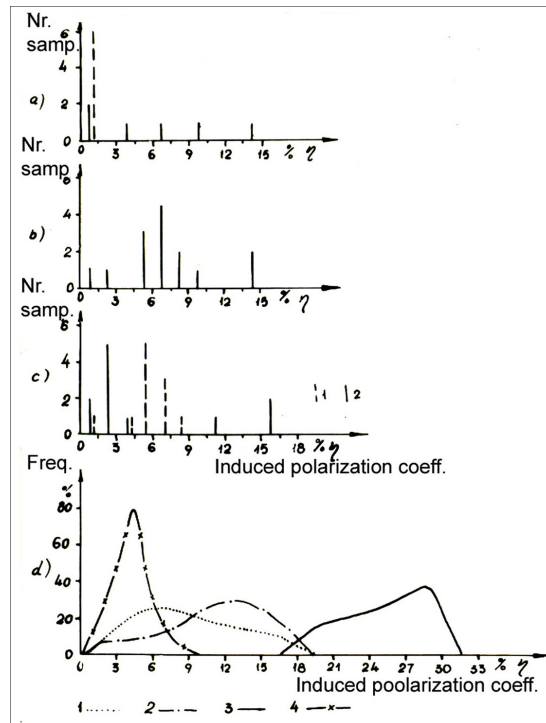 Nr.
samp.
6
4
a)
2
0
0 3 6 9 12 15 % η
Nr.
samp
6
4
b)
2
0
0 3 6 9 12 15 % η
Nr.
samp.
6
4
c)
2
0
1 2
0 3 6 9 12 15 18 % η
Freq.
Induced polarization coeff.
%
80
60
d)
40
20
0
0 3 6 9 12 15 18 21 24 27 30 33 % η
Induced poolarization coeff.
1 2 3 4